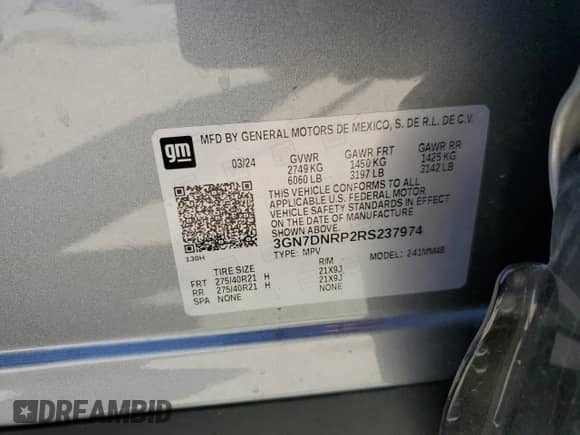 gm
MFD BY GENERAL MOTORS DE MEXICO, S. DE R.L. DE C.V.
03/24 GVWR GAWR FRT GAWR RR
2749 KG 1450 KG 1425 KG
6060 LB 3197 LB 3142 LB
THIS VEHICLE CONFORMS TO ALL
APPLICABLE U.S. FEDERAL MOTOR
VEHICLE SAFETY STANDARDS IN EFFECT
ON THE DATE OF MANUFACTURE
SHOWN ABOVE.
3GN7DNRP2RS237974
130H
TYPE: MPV MODEL: 241MM48
TIRE SIZE RIM
FRT 275/40R21 H 21X9J
RR 275/40R21 H 21X9J
SPA NONE NONE
DREAMBID